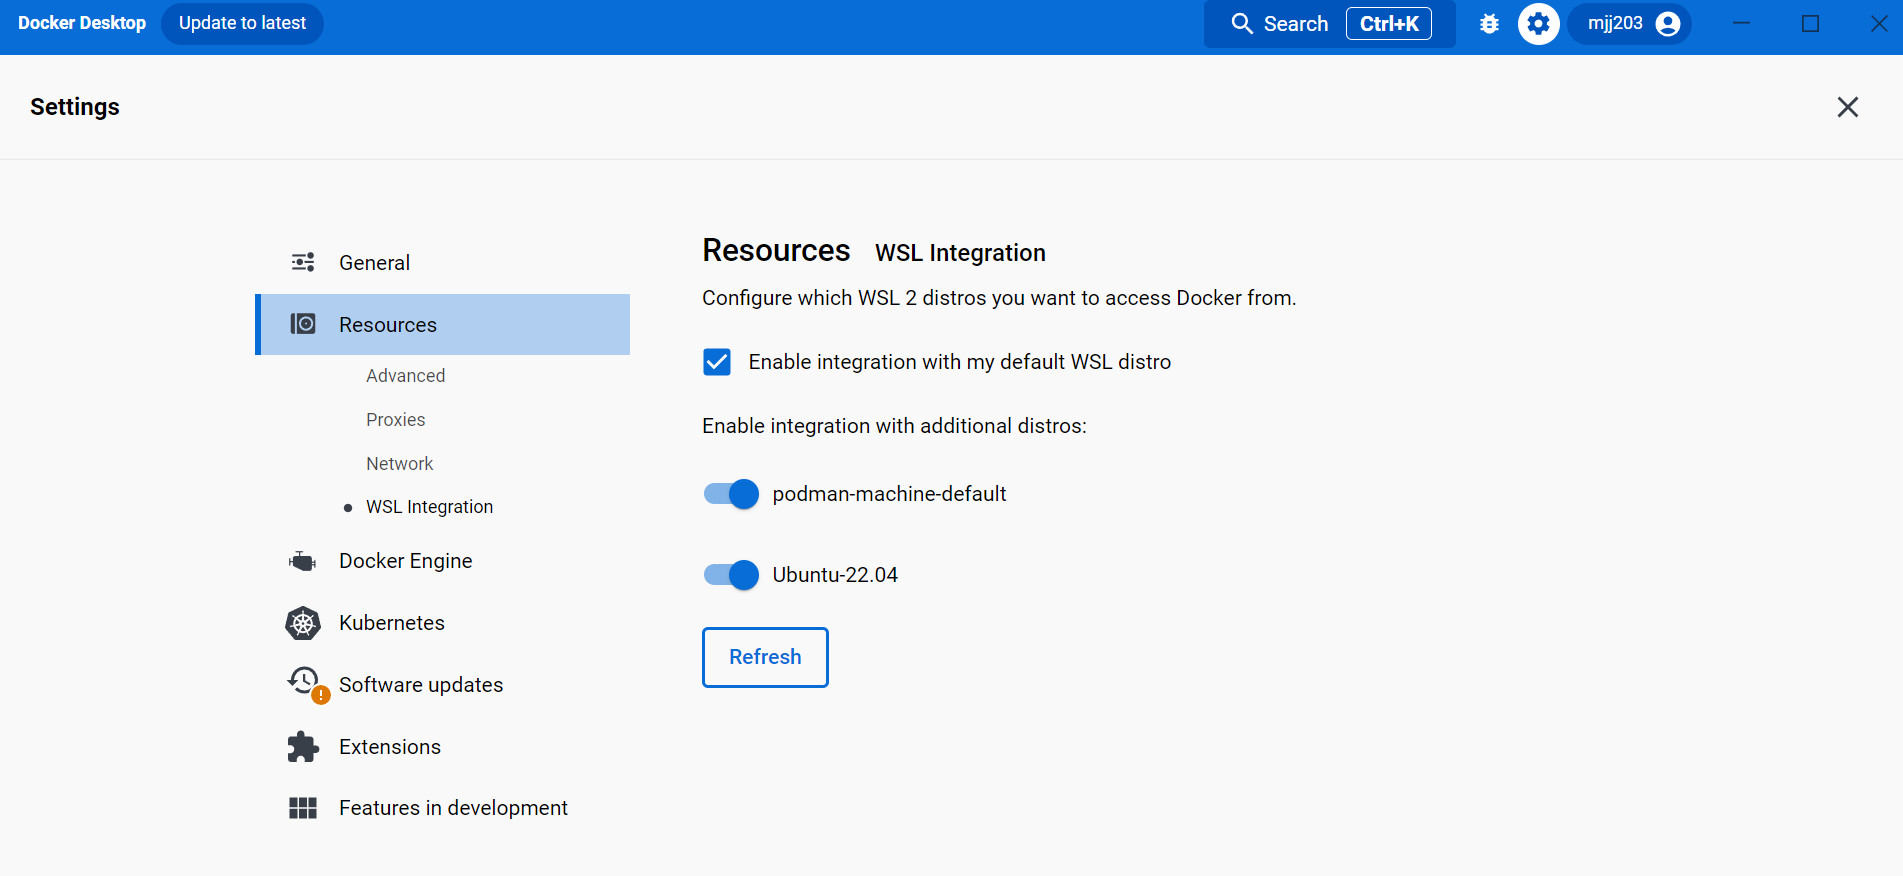 Docker Desktop Update to latest Search Ctrl+K mjj203
Settings
General
Resources
Advanced
Proxies
Network
WSL Integration
Docker Engine
Kubernetes
Software updates
Extensions
Features in development
Resources WSL Integration
Configure which WSL 2 distros you want to access Docker from.
Enable integration with my default WSL distro
Enable integration with additional distros:
podman-machine-default
Ubuntu-22.04
Refresh